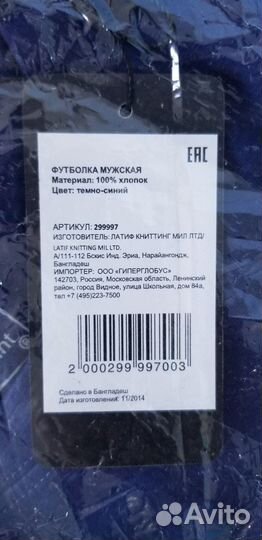 EAC
ФУТБОЛКА МУЖСКАЯ
Материал: 100% хлопок
Цвет: темно-синий
АРТИКУЛ: 299997
ИЗГОТОВИТЕЛЬ: ЛАТИФ КНИТТИНГ МИЛ ЛТД/
LATIF KNITTING MIL LTD.
А/111-112 Бскис Инд. Эриа, Нарайангондж,
Бангладеш
ИМПОРТЕР: ООО «ГИПЕРГЛОБУС»
142703, Россия, Московская область, Ленинский
район, город Видное, улица Школьная, дом 84а,
тел +7 (495)223-7500
2 000299 997003
Сделано в Бангладеш
Дата изготовления: 11/2014
Avito